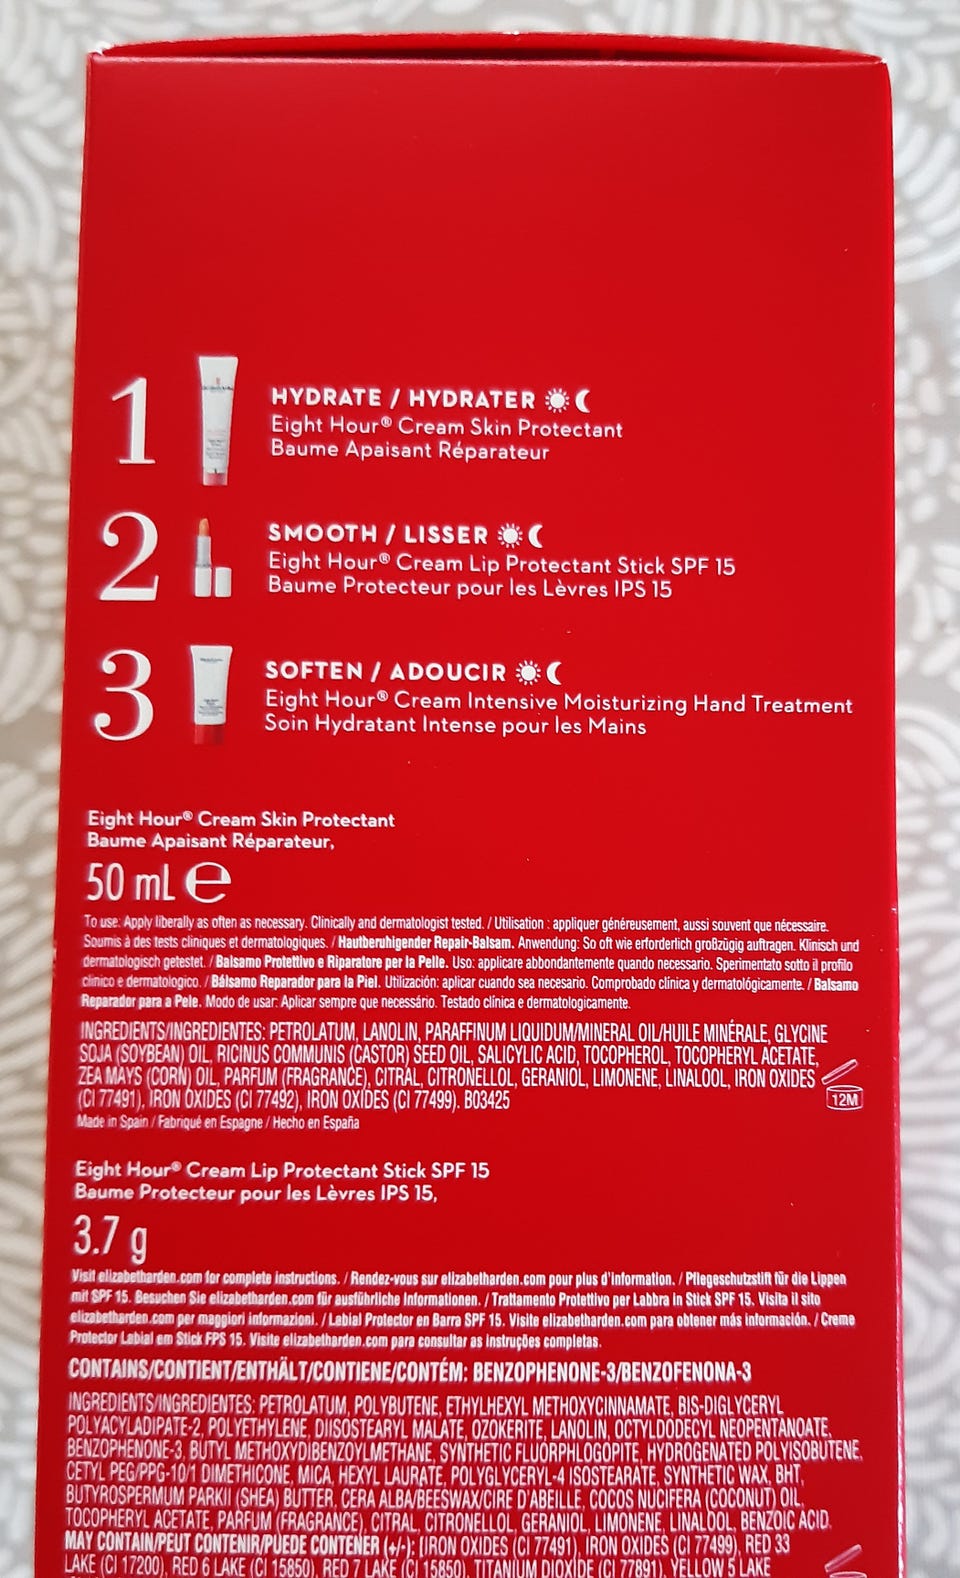 1
HYDRATE / HYDRATER
Eight Hour® Cream Skin Protectant
Baume Apaisant Réparateur
2
SMOOTH / LISSER
Eight Hour® Cream Lip Protectant Stick SPF 15
Baume Protecteur pour les Lèvres IPS 15
3
SOFTEN / ADOUCIR
Eight Hour® Cream Intensive Moisturizing Hand Treatment
Soin Hydratant Intense pour les Mains
Eight Hour® Cream Skin Protectant
Baume Apaisant Réparateur,
50 mL ℮
To use: Apply liberally as often as necessary. Clinically and dermatologist tested. / Utilisation : appliquer généreusement, aussi souvent que nécessaire.
Soumis à des tests cliniques et dermatologiques. / Hautberuhigender Repair-Balsam. Anwendung: So oft wie erforderlich großzügig auftragen. Klinisch und
dermatologisch getestet. / Balsamo Protettivo e Riparatore per la Pelle. Uso: applicare abbondantemente quando necessario. Sperimentato sotto il profilo
clinico e dermatologico. / Bálsamo Reparador para la Piel. Utilización: aplicar cuando sea necesario. Comprobado clínica y dermatológicamente. / Balsamo
Reparador para a Pele. Modo de usar: Aplicar sempre que necessário. Testado clínica e dermatologicamente.
INGREDIENTS/INGREDIENTES: PETROLATUM, LANOLIN, PARAFFINUM LIQUIDUM/MINERAL OIL/HUILE MINÉRALE, GLYCINE
SOJA (SOYBEAN) OIL, RICINUS COMMUNIS (CASTOR) SEED OIL, SALICYLIC ACID, TOCOPHEROL, TOCOPHERYL ACETATE,
ZEA MAYS (CORN) OIL, PARFUM (FRAGRANCE), CITRAL, CITRONELLOL, GERANIOL, LIMONENE, LINALOOL, IRON OXIDES
(CI 77491), IRON OXIDES (CI 77492), IRON OXIDES (CI 77499). B03425
12M
Made in Spain / Fabriqué en Espagne / Hecho en España
Eight Hour® Cream Lip Protectant Stick SPF 15
Baume Protecteur pour les Lèvres IPS 15,
3.7 g
Visit elizabetharden.com for complete instructions. / Rendez-vous sur elizabetharden.com pour plus d'information. / Pflegeschutzstift für die Lippen
mit SPF 15. Besuchen Sie elizabetharden.com für ausführliche Informationen. / Trattamento Protettivo per Labbra in Stick SPF 15. Visita il sito
elizabetharden.com per maggiori informazioni. / Labial Protector en Barra SPF 15. Visite elizabetharden.com para obtener más información. / Creme
Protector Labial em Stick FPS 15. Visite elizabetharden.com para consultar as instruções completas.
CONTAINS/CONTIENT/ENTHÄLT/CONTIENE/CONTÉM: BENZOPHENONE-3/BENZOFENONA-3
INGREDIENTS/INGREDIENTES: PETROLATUM, POLYBUTENE, ETHYLHEXYL METHOXYCINNAMATE, BIS-DIGLYCERYL
POLYACYLADIPATE-2, POLYETHYLENE, DIISOSTEARYL MALATE, OZOKERITE, LANOLIN, OCTYLDODECYL NEOPENTANOATE,
BENZOPHENONE-3, BUTYL METHOXYDIBENZOYLMETHANE, SYNTHETIC FLUORPHLOGOPITE, HYDROGENATED POLYISOBUTENE,
CETYL PEG/PPG-10/1 DIMETHICONE, MICA, HEXYL LAURATE, POLYGLYCERYL-4 ISOSTEARATE, SYNTHETIC WAX, BHT,
BUTYROSPERMUM PARKII (SHEA) BUTTER, CERA ALBA/BEESWAX/CIRE D'ABEILLE, COCOS NUCIFERA (COCONUT) OIL,
TOCOPHERYL ACETATE, PARFUM (FRAGRANCE), CITRAL, CITRONELLOL, GERANIOL, LIMONENE, LINALOOL, BENZOIC ACID.
MAY CONTAIN/PEUT CONTENIR/PUEDE CONTENER (+/-): [IRON OXIDES (CI 77491), IRON OXIDES (CI 77499), RED 33
LAKE (CI 17200), RED 6 LAKE (CI 15850), RED 7 LAKE (CI 15850), TITANIUM DIOXIDE (CI 77891), YELLOW 5 LAKE